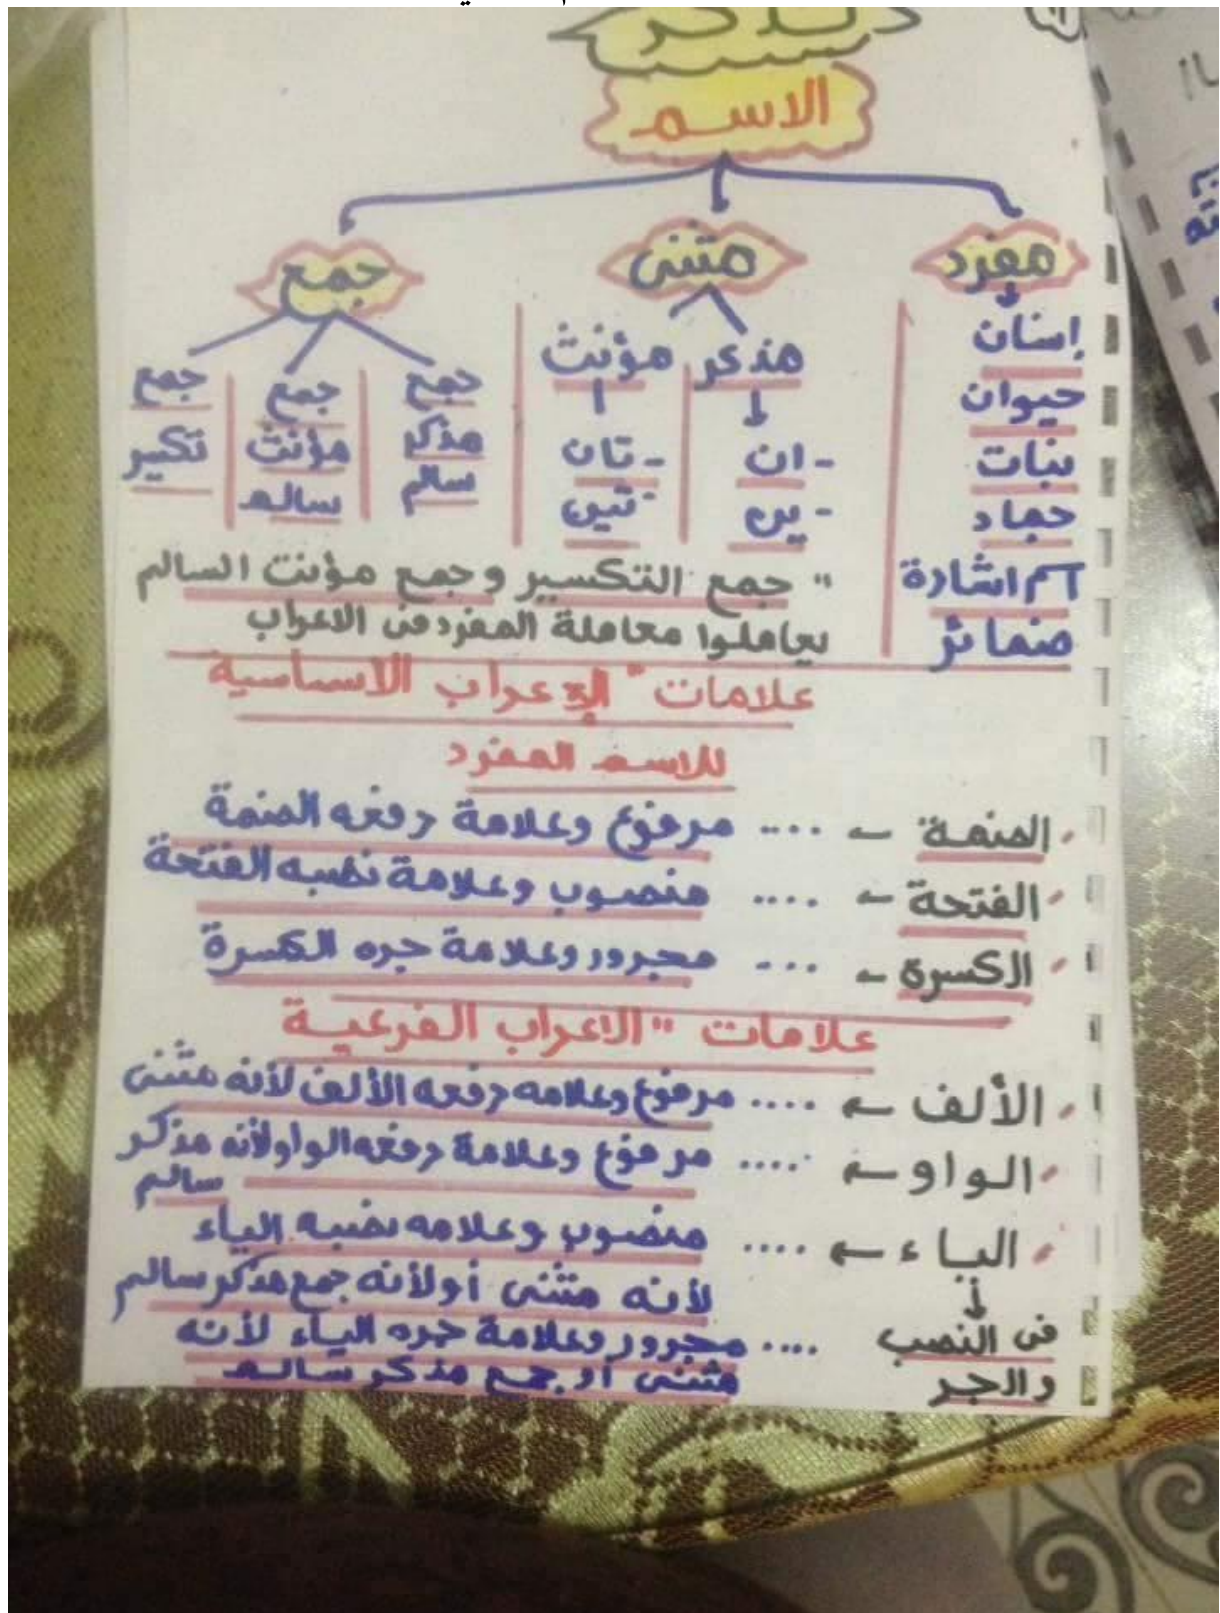 تذكر
الاسم
مفرد مثنى جمع
إنسان
حيوان
نبات
جماد
اسم اشارة
ضمائر
مذكر مؤنث
- ان - تان
- ين - تين
جمع مذكر سالم
جمع مؤنث سالم
جمع تكسير
" جمع التكسير و جمع مؤنث السالم
يعاملوا معاملة المفرد فى الاعراب
علامات " الإعراب الاساسية
للاسم المفرد
الضمة ← .... مرفوع وعلامة رفعه الضمة
الفتحة ← .... منصوب وعلامة نصبه الفتحة
الكسرة ← ... مجرور وعلامة جره الكسرة
علامات " الاعراب الفرعية
الألف ← .... مرفوع وعلامه رفعه الألف لأنه مثنى
الواو ← .... مرفوع وعلامة رفعه الواو لأنه مذكر
سالم
الياء ← .... منصوب وعلامه نصبه الياء
لأنه مثنى أو لأنه جمع مذكر سالم
فى النصب .... مجرور وعلامة جره الياء لأنه
والجر مثنى أو جمع مذكر سالم